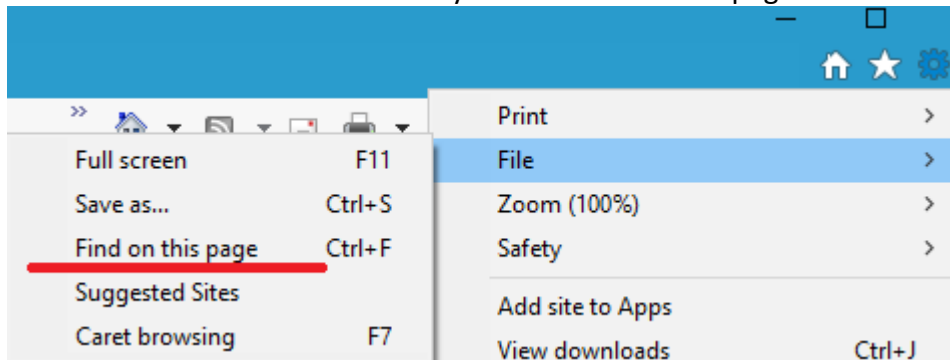 Print
File
Zoom (100%)
Safety
Add site to Apps
View downloads Ctrl+J
Full screen F11
Save as... Ctrl+S
Find on this page Ctrl+F
Suggested Sites
Caret browsing F7